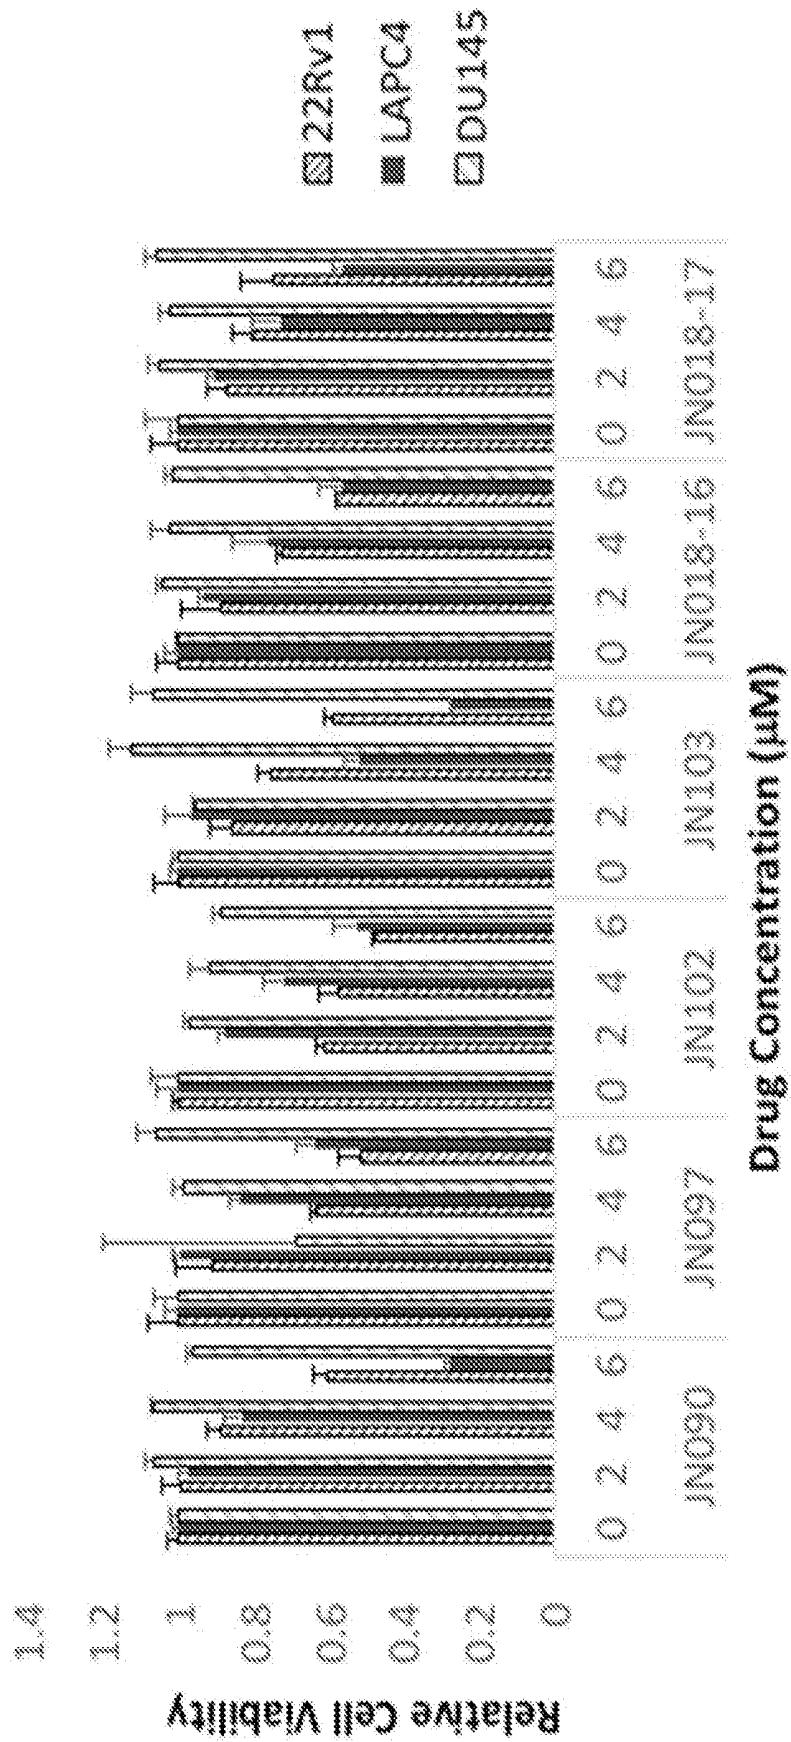 1.4
1.2
1
0.8
0.6
0.4
0.2
0
Relative Cell Viability
0 2 4 6 0 2 4 6 0 2 4 6 0 2 4 6 0 2 4 6 0 2 4 6
JN090 JN097 JN102 JN103 JN018-16 JN018-17
Drug Concentration (μM)
22Rv1
LAPC4
DU145